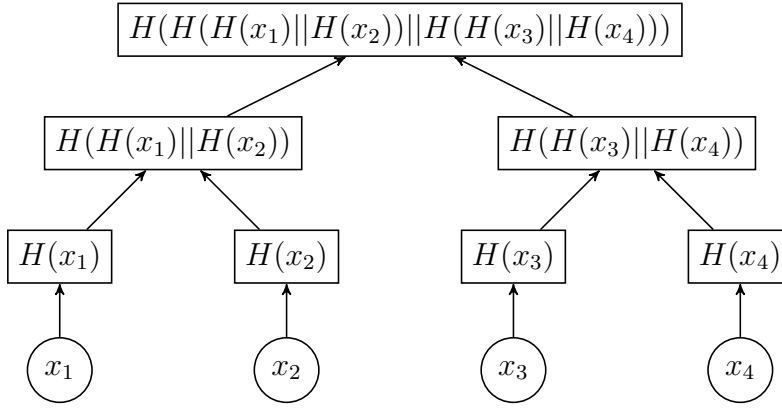 H(H(H(x₁)||H(x₂))||H(H(x₃)||H(x₄)))
H(H(x₁)||H(x₂)) H(H(x₃)||H(x₄))
H(x₁) H(x₂) H(x₃) H(x₄)
x₁ x₂ x₃ x₄